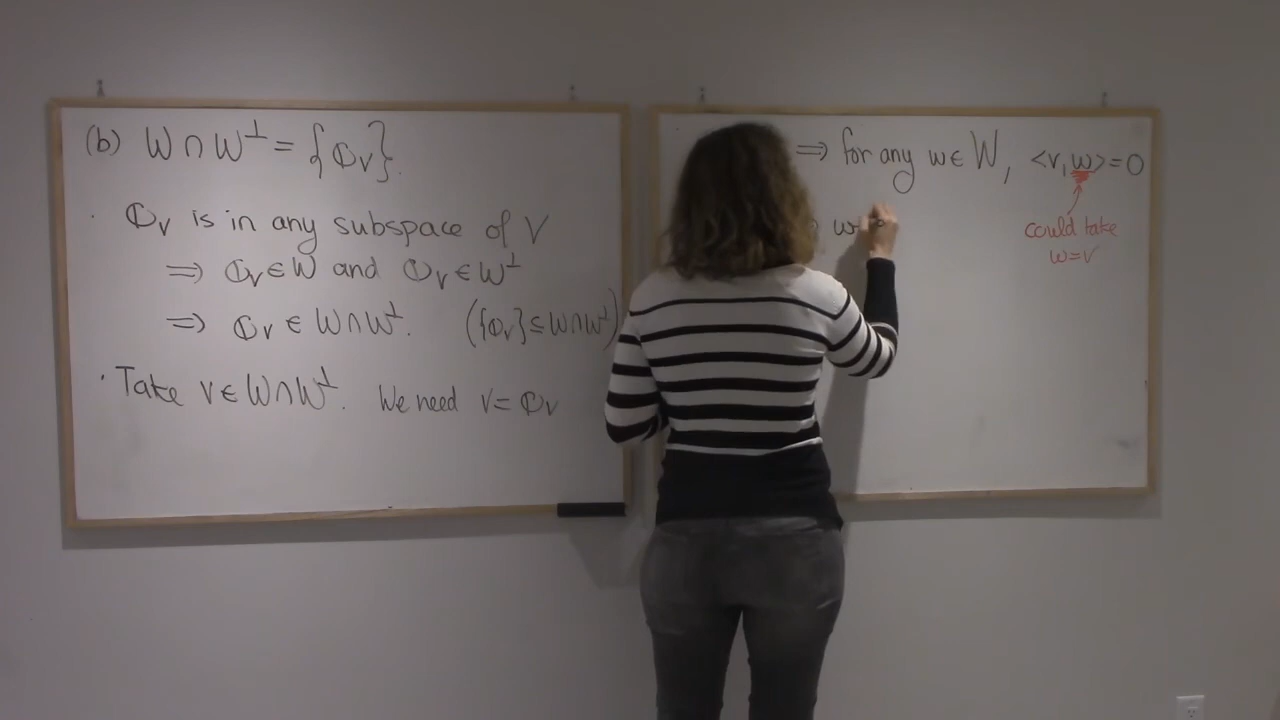 (b) W ∩ W^⊥ = {𝟘_V}.
· 𝟘_V is in any subspace of V
⇒ 𝟘_V ∈ W and 𝟘_V ∈ W^⊥
⇒ 𝟘_V ∈ W ∩ W^⊥. ({𝟘_V} ⊆ W ∩ W^⊥)
· Take v ∈ W ∩ W^⊥. We need v = 𝟘_V
⇒ for any w ∈ W, <v, w> = 0
could take
w = v
w